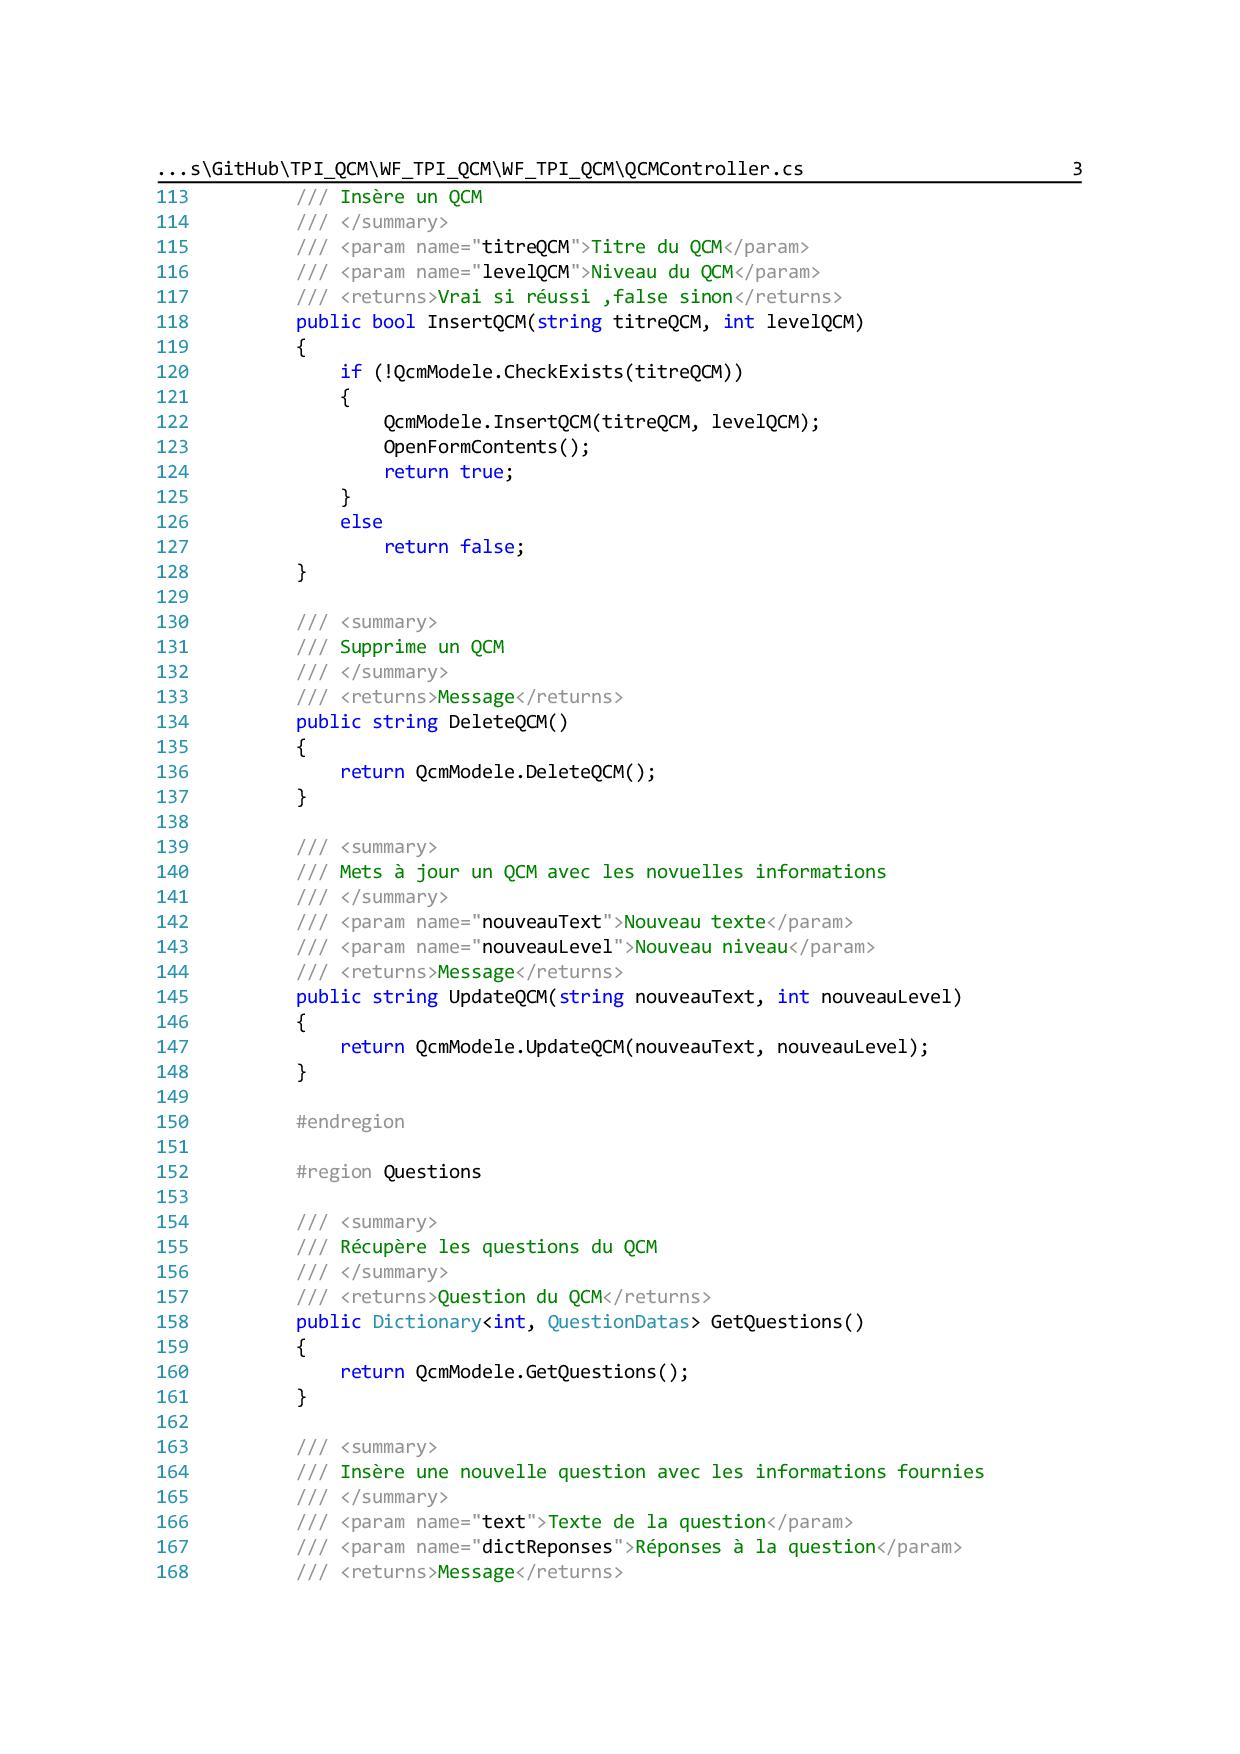 ...s\GitHub\TPI_QCM\WF_TPI_QCM\WF_TPI_QCM\QCMController.cs 3
113 /// Insère un QCM
114 /// </summary>
115 /// <param name="titreQCM">Titre du QCM</param>
116 /// <param name="levelQCM">Niveau du QCM</param>
117 /// <returns>Vrai si réussi ,false sinon</returns>
118 public bool InsertQCM(string titreQCM, int levelQCM)
119 {
120 if (!QcmModele.CheckExists(titreQCM))
121 {
122 QcmModele.InsertQCM(titreQCM, levelQCM);
123 OpenFormContents();
124 return true;
125 }
126 else
127 return false;
128 }
129
130 /// <summary>
131 /// Supprime un QCM
132 /// </summary>
133 /// <returns>Message</returns>
134 public string DeleteQCM()
135 {
136 return QcmModele.DeleteQCM();
137 }
138
139 /// <summary>
140 /// Mets à jour un QCM avec les novuelles informations
141 /// </summary>
142 /// <param name="nouveauText">Nouveau texte</param>
143 /// <param name="nouveauLevel">Nouveau niveau</param>
144 /// <returns>Message</returns>
145 public string UpdateQCM(string nouveauText, int nouveauLevel)
146 {
147 return QcmModele.UpdateQCM(nouveauText, nouveauLevel);
148 }
149
150 #endregion
151
152 #region Questions
153
154 /// <summary>
155 /// Récupère les questions du QCM
156 /// </summary>
157 /// <returns>Question du QCM</returns>
158 public Dictionary<int, QuestionDatas> GetQuestions()
159 {
160 return QcmModele.GetQuestions();
161 }
162
163 /// <summary>
164 /// Insère une nouvelle question avec les informations fournies
165 /// </summary>
166 /// <param name="text">Texte de la question</param>
167 /// <param name="dictReponses">Réponses à la question</param>
168 /// <returns>Message</returns>